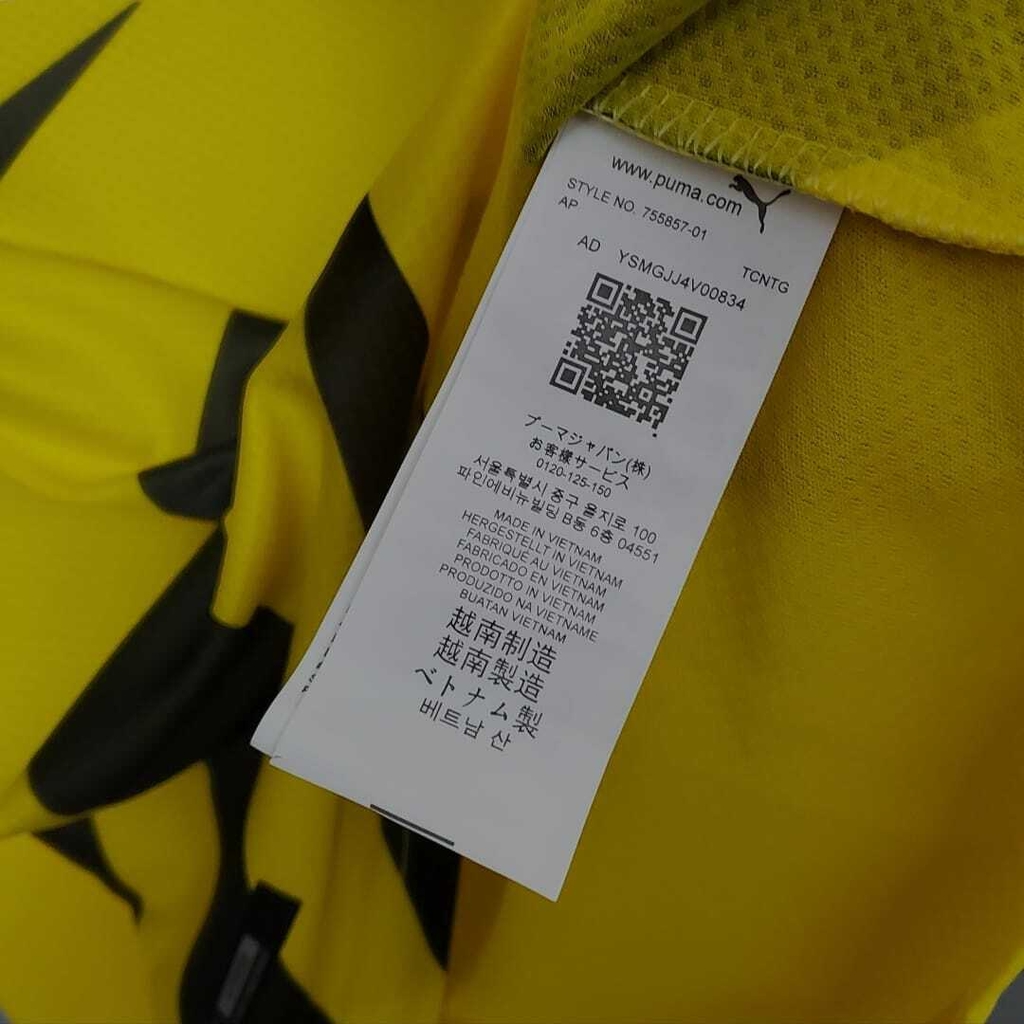 www.puma.com
STYLE NO. 755857-01
AP
TCNTG
AD YSMGJJ4V00834
プーマジャパン(株)
お客様サービス
0120-125-150
서울특별시 중구 을지로 100
파인에비뉴빌딩 B동 6층 04551
MADE IN VIETNAM
HERGESTELLT IN VIETNAM
FABRIQUÉ AU VIETNAM
FABRICADO EN VIETNAM
PRODOTTO IN VIETNAM
PRODUZIDO NA VIETNAME
BUATAN VIETNAM
越南制造
越南製造
ベトナム製
베트남 산